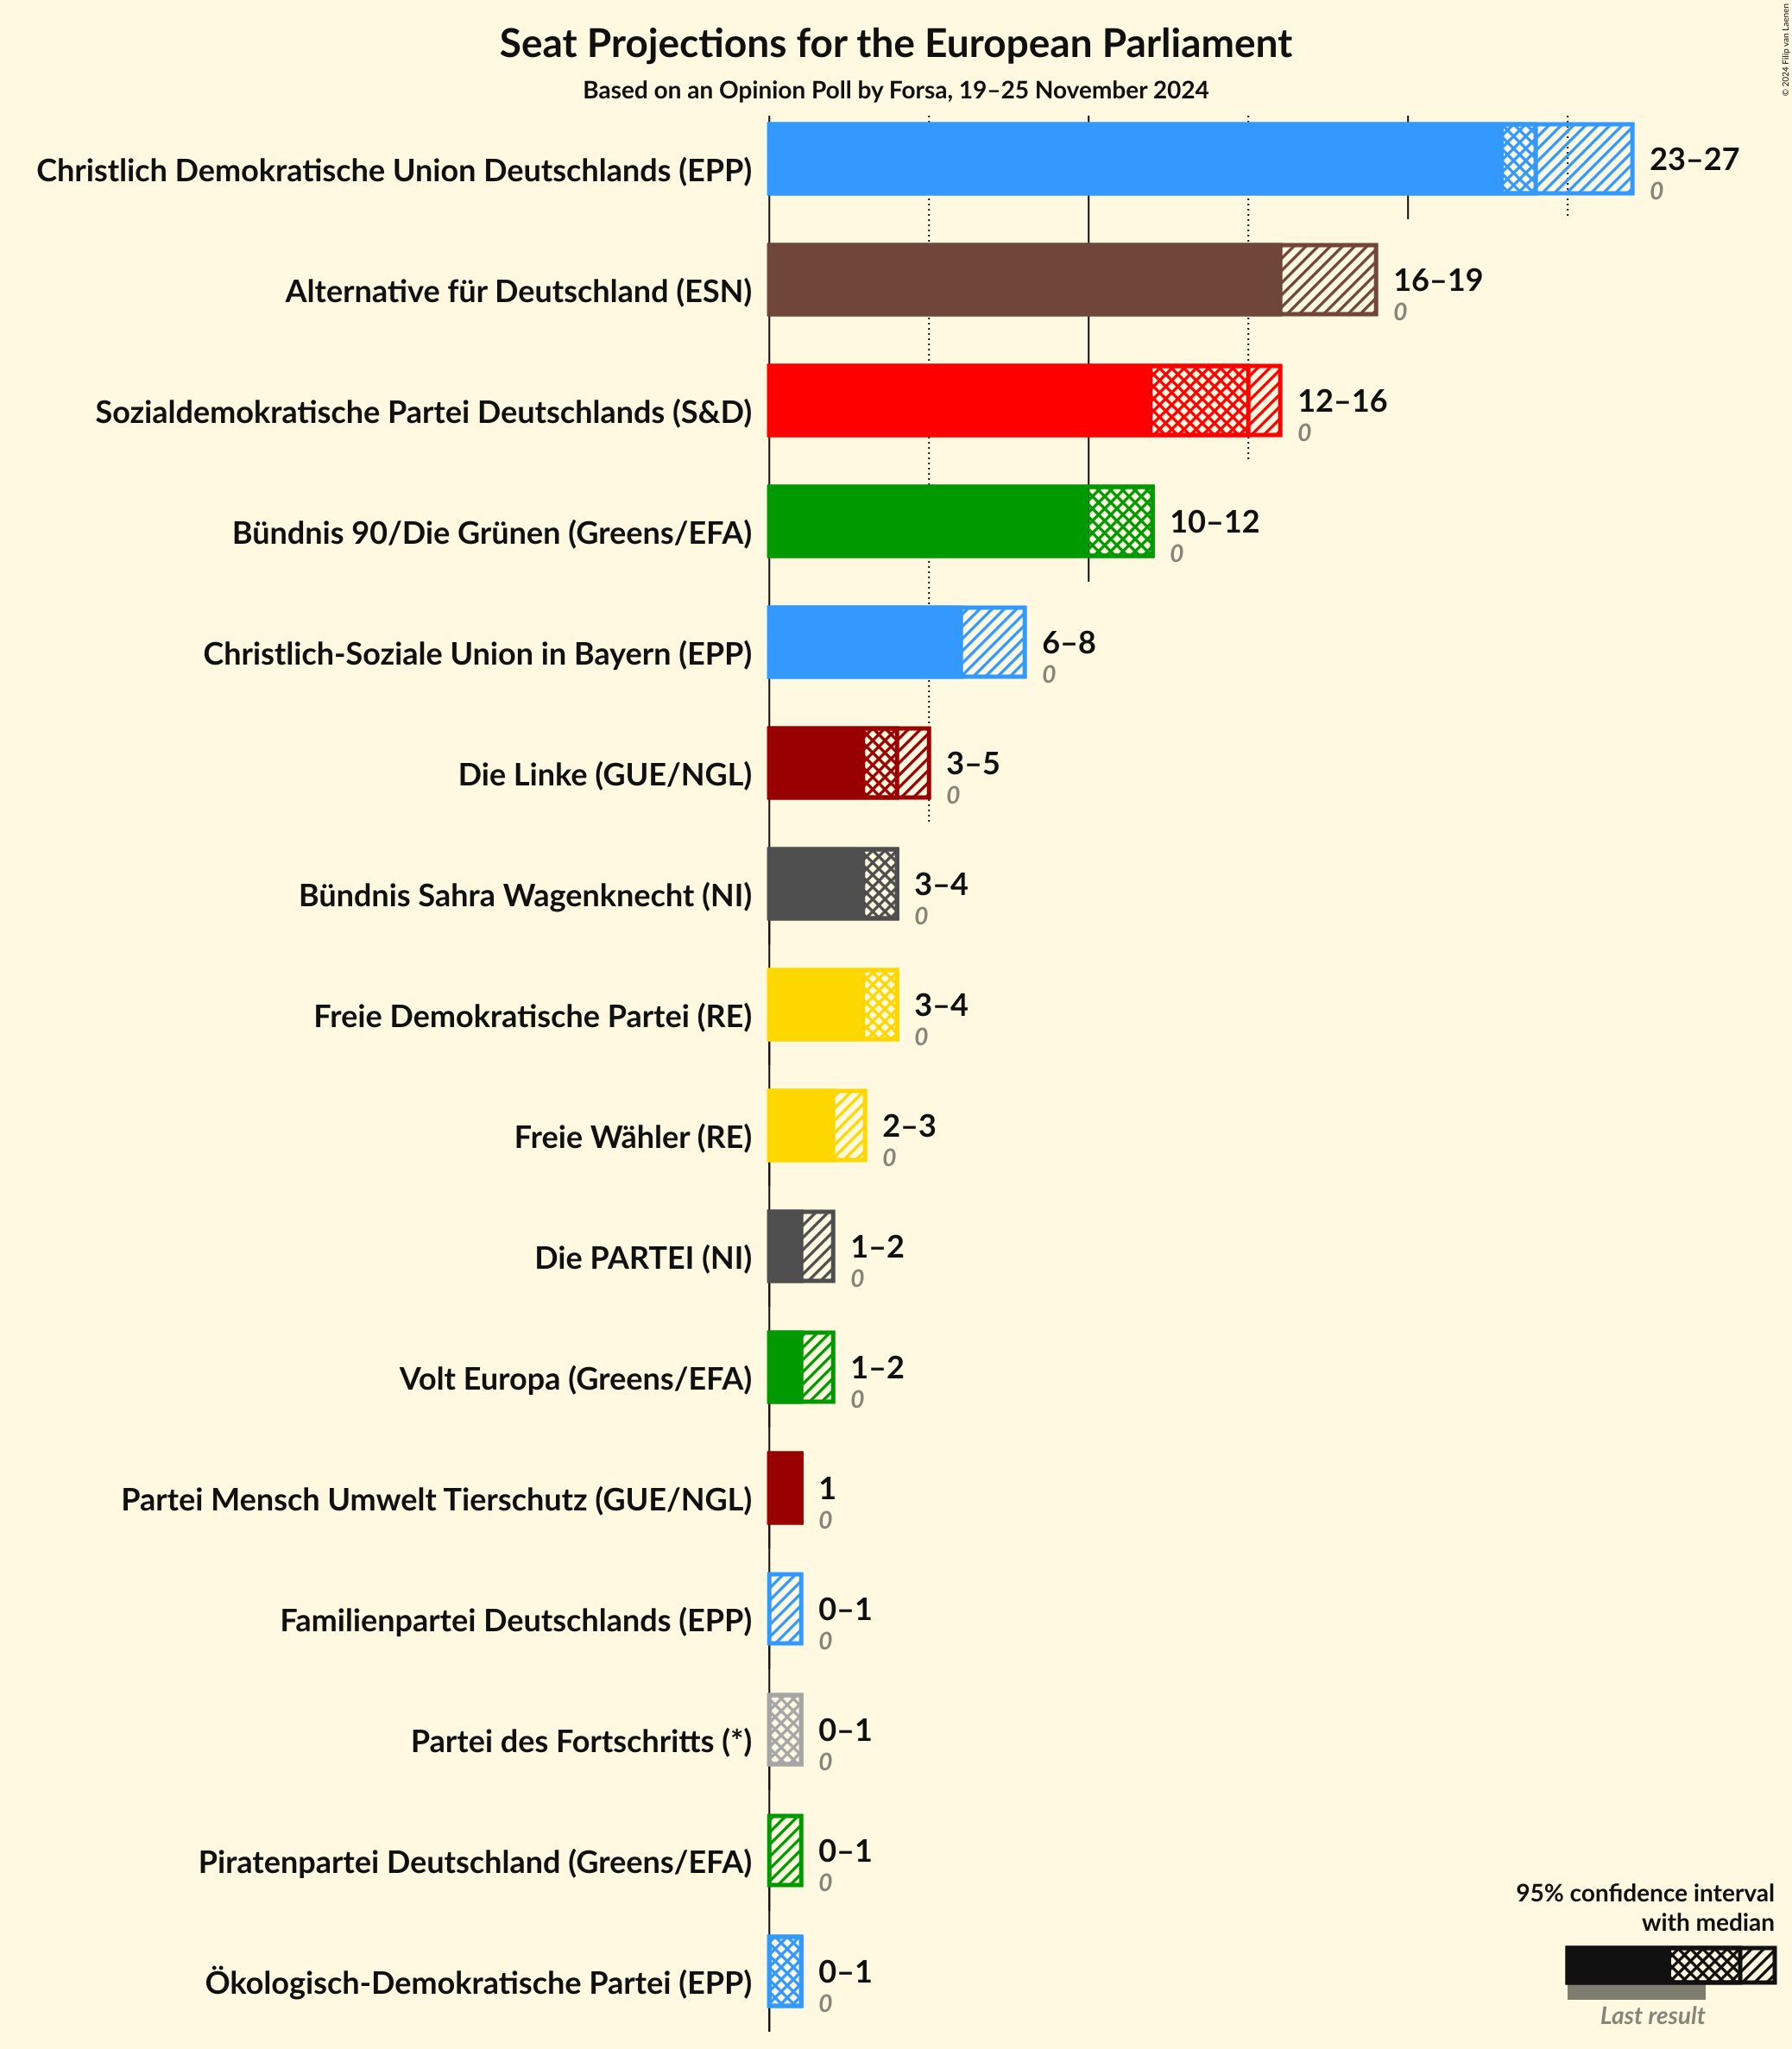 Seat Projections for the European Parliament
Based on an Opinion Poll by Forsa, 19–25 November 2024
© 2024 Filip van Laenen
Christlich Demokratische Union Deutschlands (EPP)
23–27
0
Alternative für Deutschland (ESN)
16–19
0
Sozialdemokratische Partei Deutschlands (S&D)
12–16
0
Bündnis 90/Die Grünen (Greens/EFA)
10–12
0
Christlich-Soziale Union in Bayern (EPP)
6–8
0
Die Linke (GUE/NGL)
3–5
0
Bündnis Sahra Wagenknecht (NI)
3–4
0
Freie Demokratische Partei (RE)
3–4
0
Freie Wähler (RE)
2–3
0
Die PARTEI (NI)
1–2
0
Volt Europa (Greens/EFA)
1–2
0
Partei Mensch Umwelt Tierschutz (GUE/NGL)
1
0
Familienpartei Deutschlands (EPP)
0–1
0
Partei des Fortschritts (*)
0–1
0
Piratenpartei Deutschland (Greens/EFA)
0–1
0
Ökologisch-Demokratische Partei (EPP)
0–1
0
95% confidence interval
with median
Last result